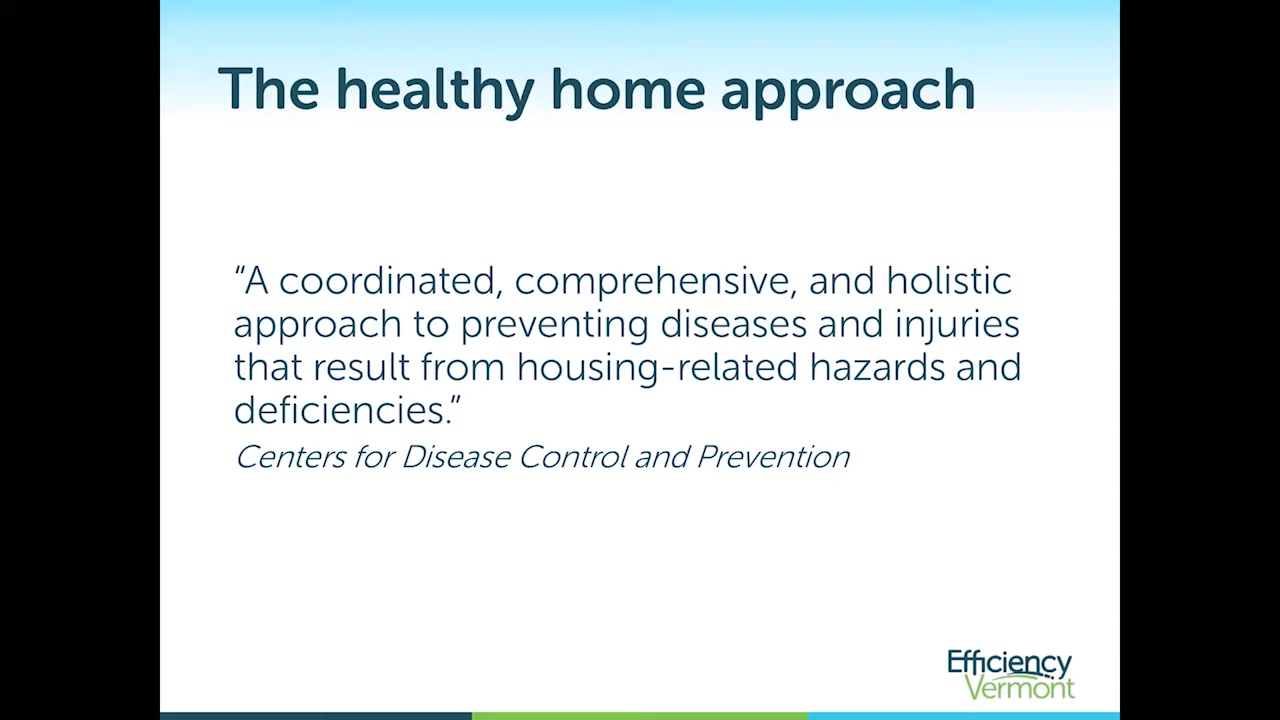 The healthy home approach
“A coordinated, comprehensive, and holistic
approach to preventing diseases and injuries
that result from housing-related hazards and
deficiencies.”
Centers for Disease Control and Prevention
Efficiency
Vermont